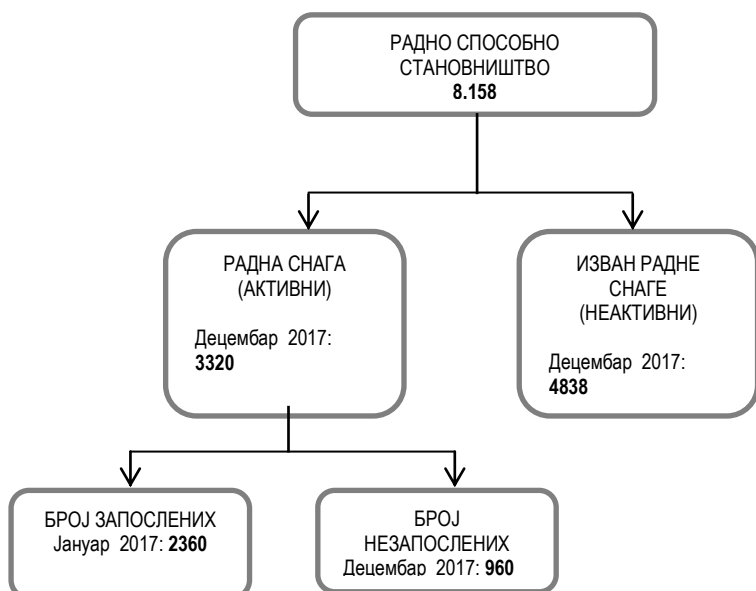 РАДНО СПОСОБНО
СТАНОВНИШТВО
8.158
РАДНА СНАГА
(АКТИВНИ)
Децембар 2017:
3320
ИЗВАН РАДНЕ
СНАГЕ
(НЕАКТИВНИ)
Децембар 2017:
4838
БРОЈ ЗАПОСЛЕНИХ
Јануар 2017: 2360
БРОЈ
НЕЗАПОСЛЕНИХ
Децембар 2017: 960